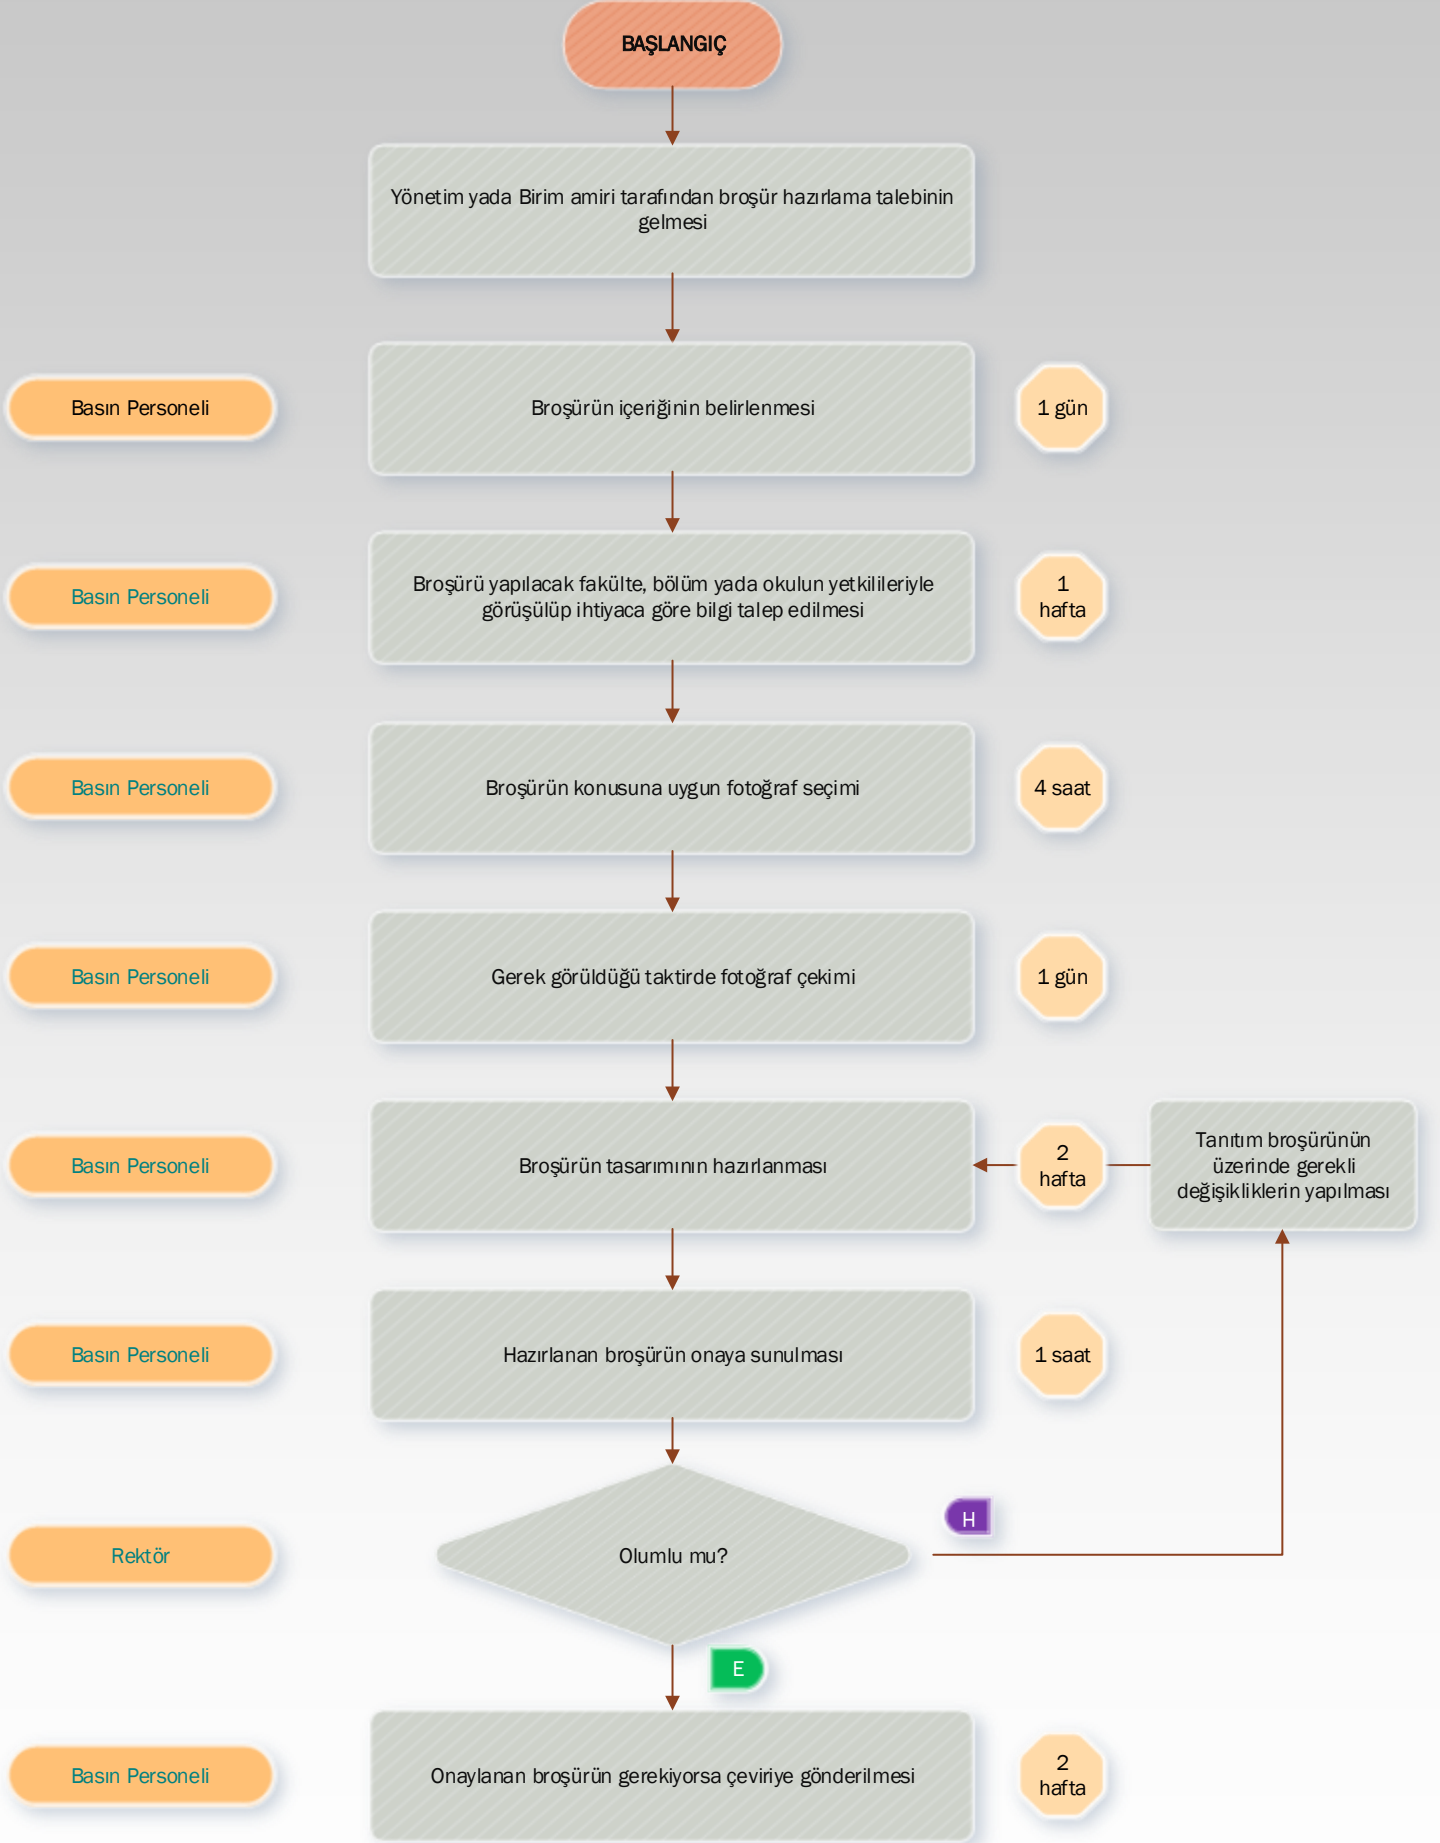 BAŞLANGIÇ
Yönetim yada Birim amiri tarafından broşür hazırlama talebinin
gelmesi
Basın Personeli
Broşürün içeriğinin belirlenmesi
1 gün
Basın Personeli
Broşürü yapılacak fakülte, bölüm yada okulun yetkilileriyle
görüşülüp ihtiyaca göre bilgi talep edilmesi
1
hafta
Basın Personeli
Broşürün konusuna uygun fotoğraf seçimi
4 saat
Basın Personeli
Gerek görüldüğü taktirde fotoğraf çekimi
1 gün
Basın Personeli
Broşürün tasarımının hazırlanması
2
hafta
Tanıtım broşürünün
üzerinde gerekli
değişikliklerin yapılması
Basın Personeli
Hazırlanan broşürün onaya sunulması
1 saat
Rektör
Olumlu mu?
H
E
Basın Personeli
Onaylanan broşürün gerekiyorsa çeviriye gönderilmesi
2
hafta